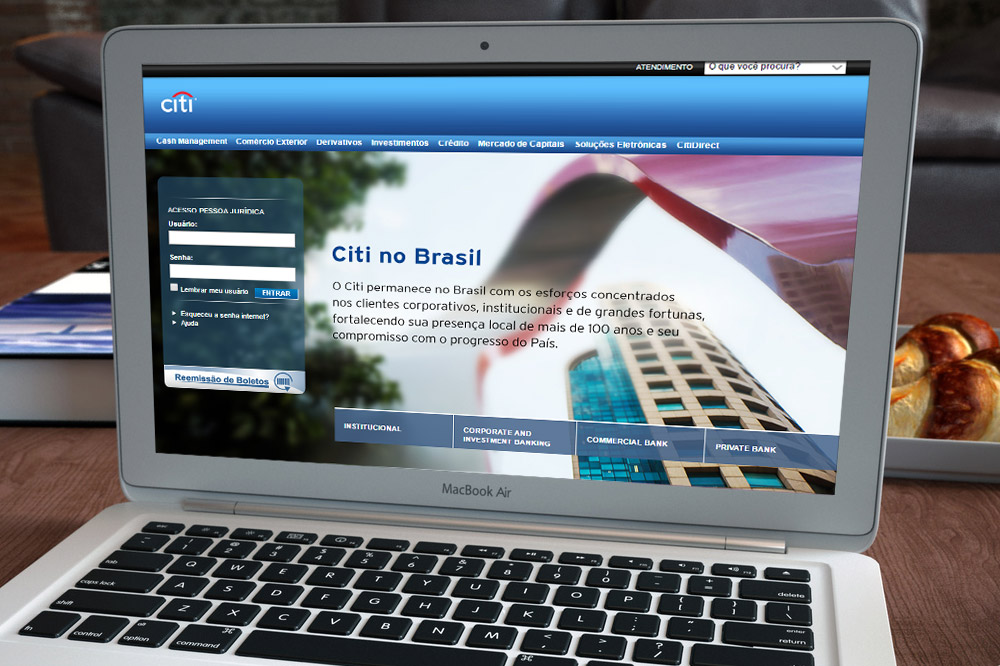 ATENDIMENTO O que você procura?
citi
Cash Management Comércio Exterior Derivativos Investimentos Crédito Mercado de Capitais Soluções Eletrônicas CitiDirect
ACESSO PESSOA JURÍDICA
Usuário:
Senha:
Lembrar meu usuário ENTRAR
Esqueceu a senha internet?
Ajuda
Reemissão de Boletos
Citi no Brasil
O Citi permanece no Brasil com os esforços concentrados
nos clientes corporativos, institucionais e de grandes fortunas,
fortalecendo sua presença local de mais de 100 anos e seu
compromisso com o progresso do País.
INSTITUCIONAL
CORPORATE AND
INVESTMENT BANKING
COMMERCIAL BANK
PRIVATE BANK
MacBook Air
esc
tab Q W E R T Y U I O P
delete
caps lock A S D F G H J K L
enter
return
shift Z X C V B N M
fn control alt option command